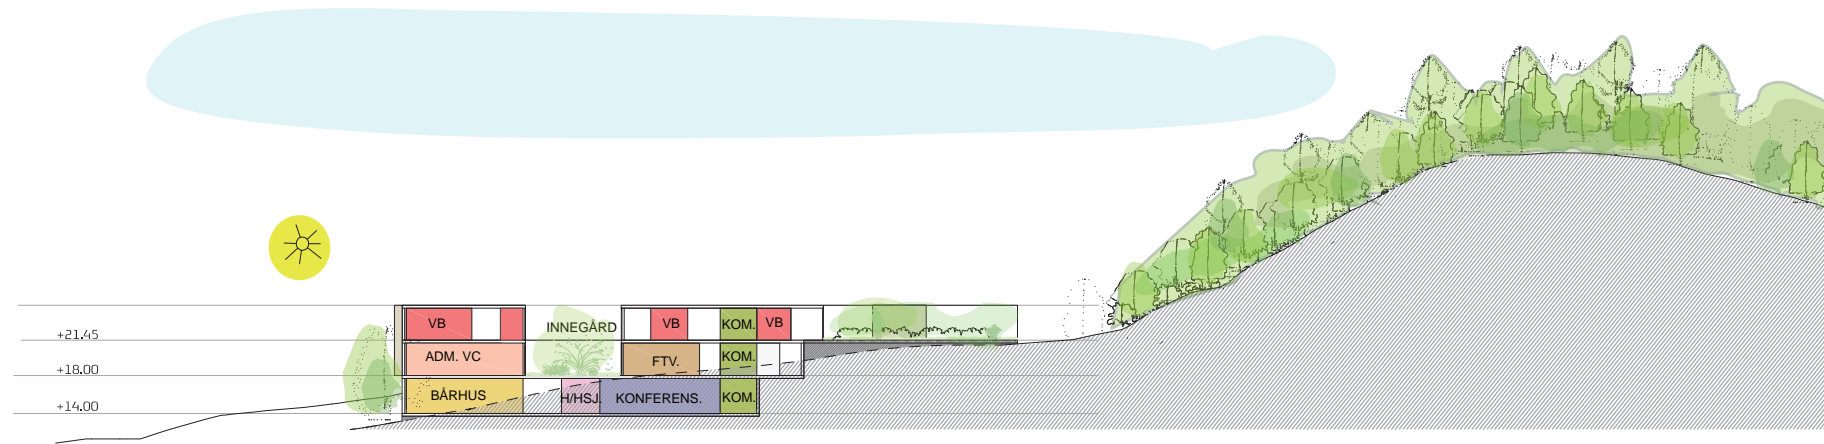 VB
INNEGÅRD
VB
KOM.
VB
+21.45
ADM. VC
FTV.
KOM.
+18.00
BÅRHUS
H/HSJ.
KONFERENS.
KOM.
+14.00